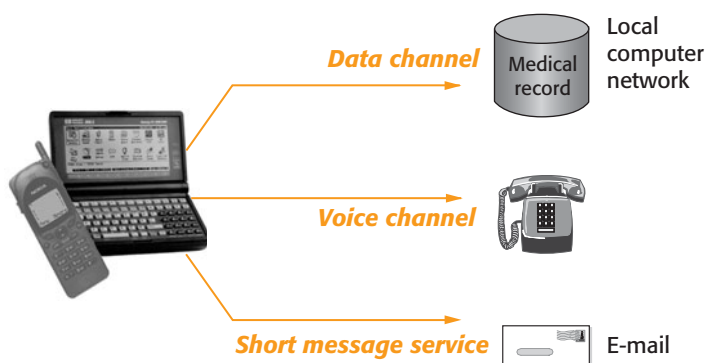 Data channel
Medical
record
Local
computer
network
Voice channel
Short message service
E-mail